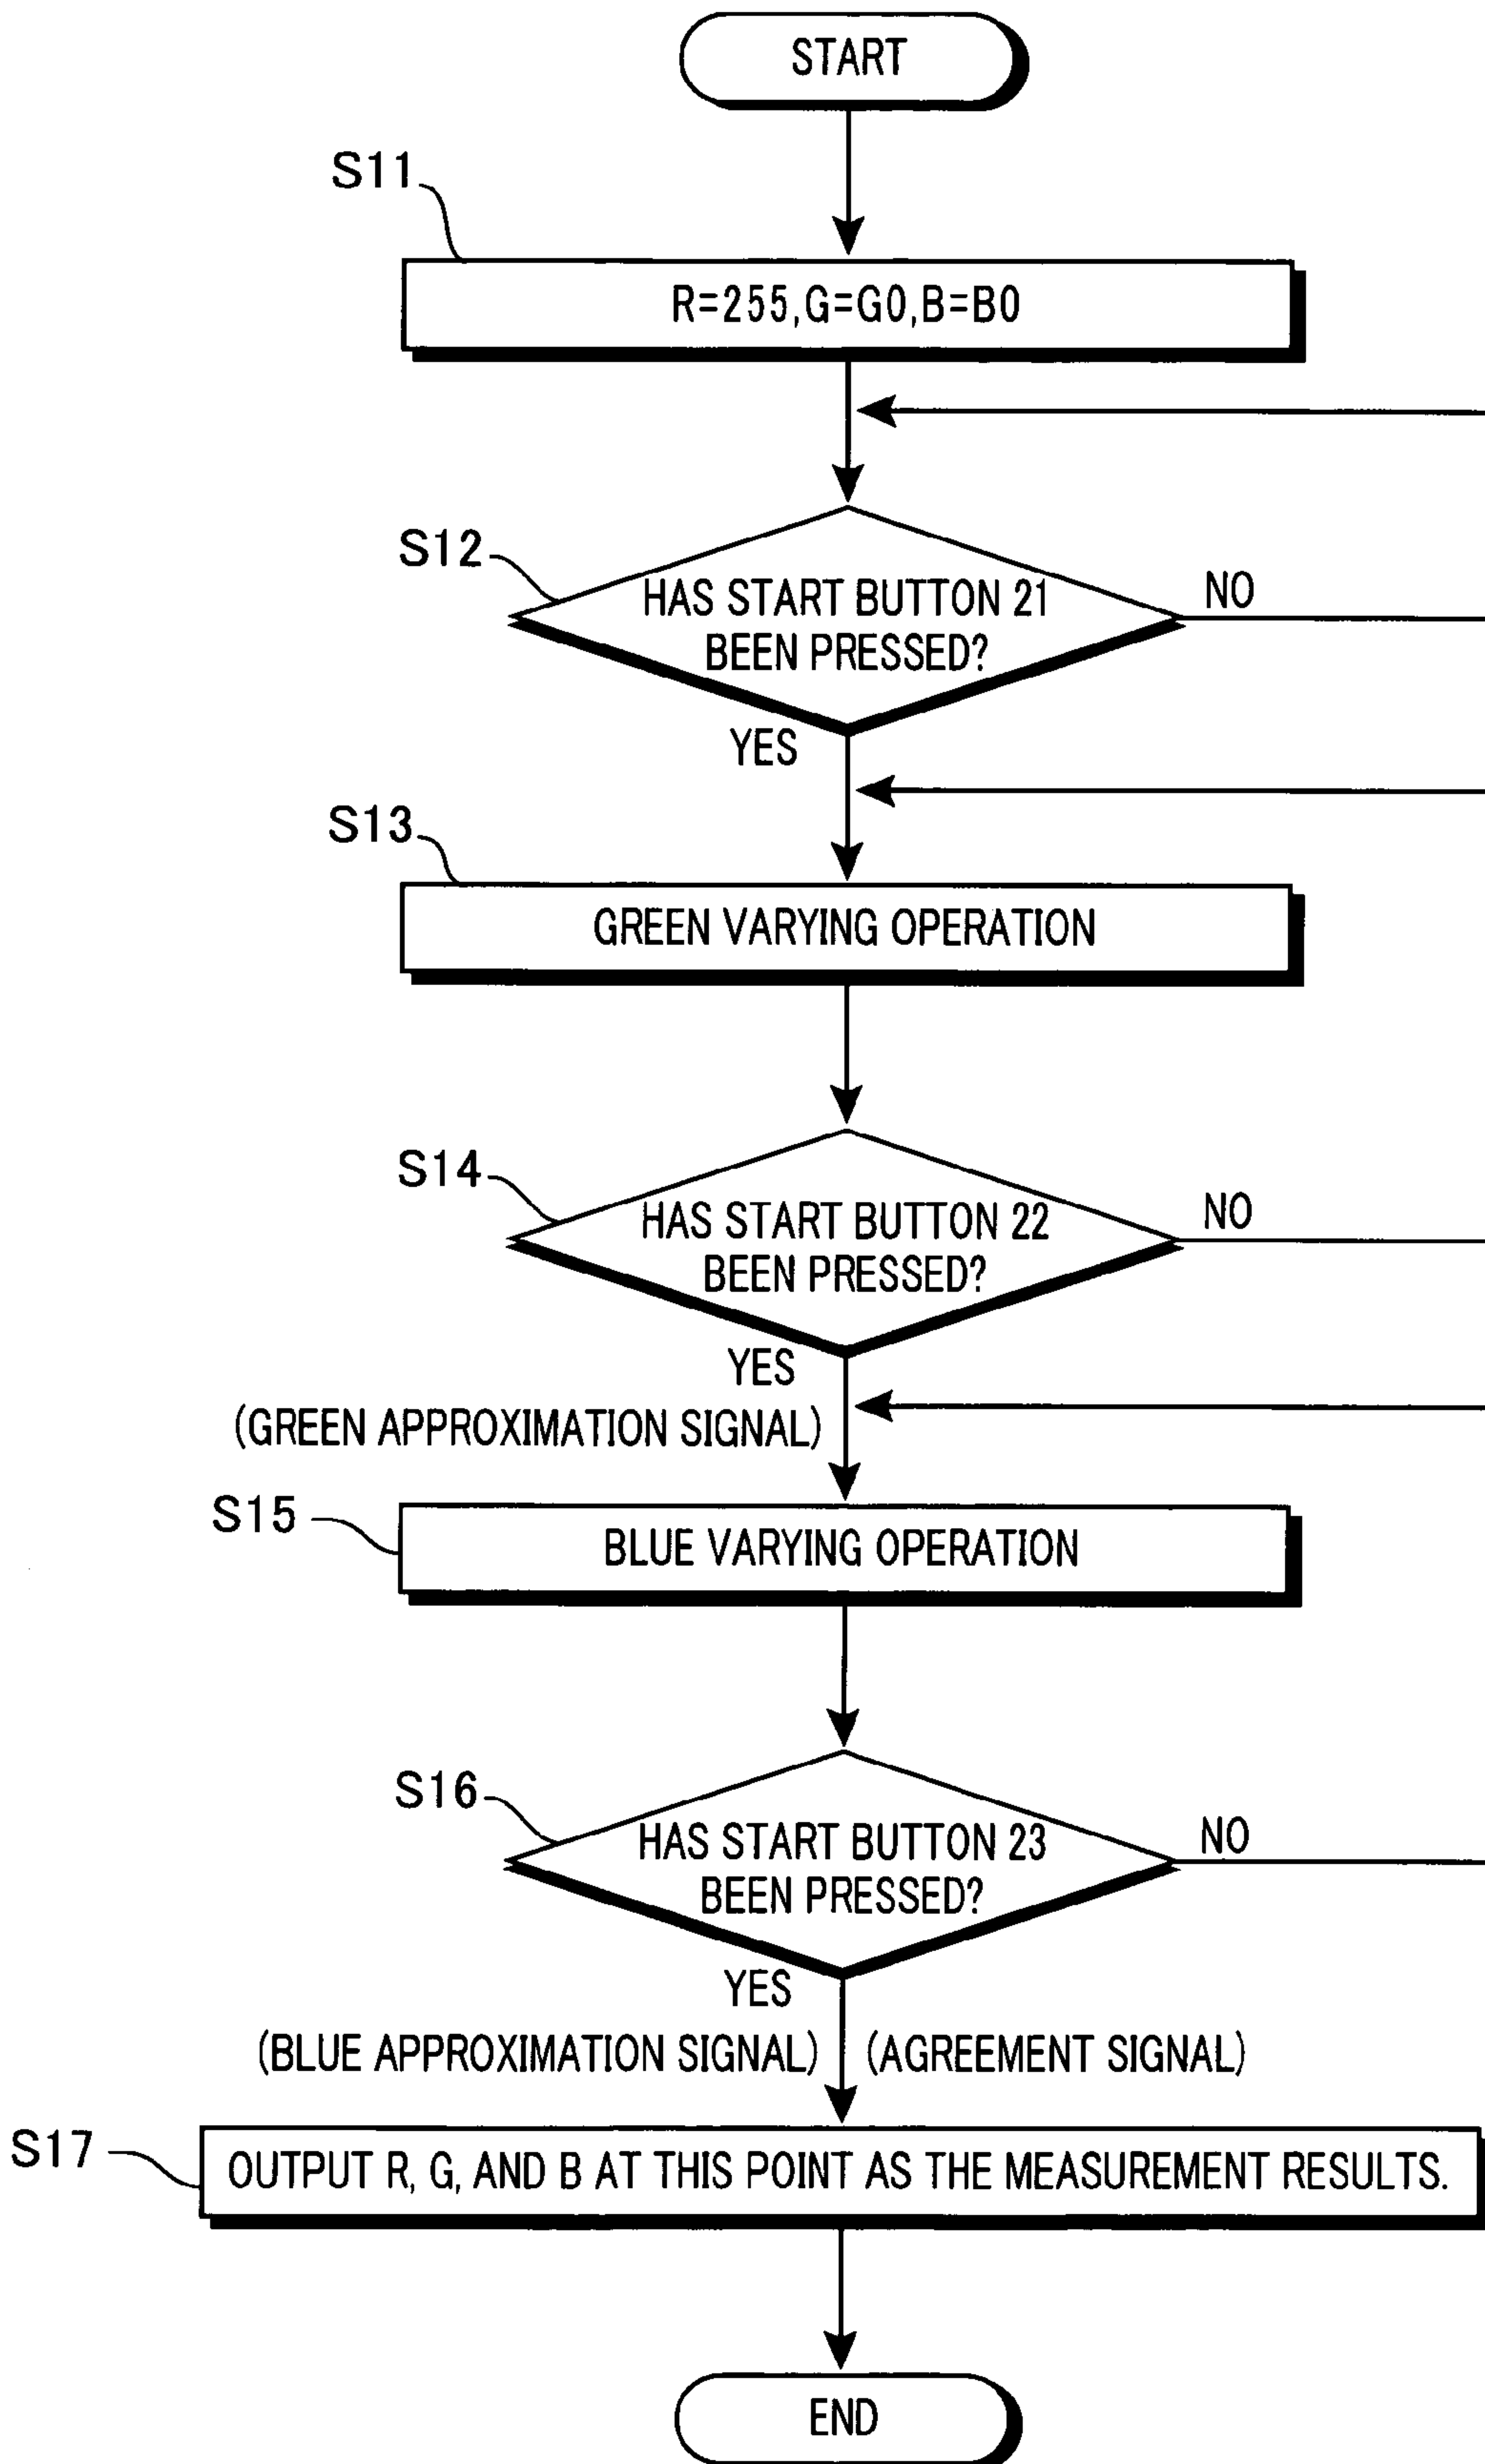 START
S11
R=255,G=G0,B=B0
S12
HAS START BUTTON 21
BEEN PRESSED?
NO
YES
S13
GREEN VARYING OPERATION
S14
HAS START BUTTON 22
BEEN PRESSED?
NO
YES
(GREEN APPROXIMATION SIGNAL)
S15
BLUE VARYING OPERATION
S16
HAS START BUTTON 23
BEEN PRESSED?
NO
YES
(BLUE APPROXIMATION SIGNAL) (AGREEMENT SIGNAL)
S17
OUTPUT R, G, AND B AT THIS POINT AS THE MEASUREMENT RESULTS.
END